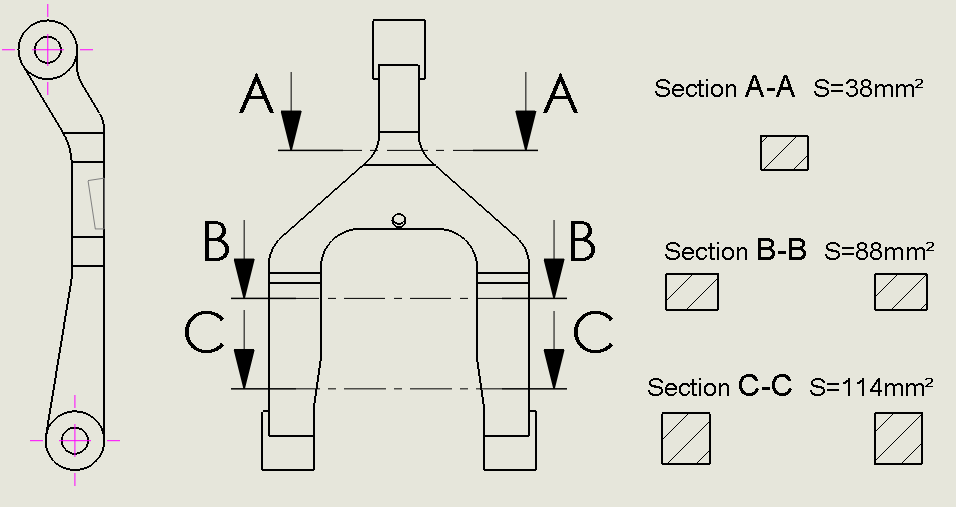 A A
Section A-A S=38mm²
B B
Section B-B S=88mm²
C C
Section C-C S=114mm²